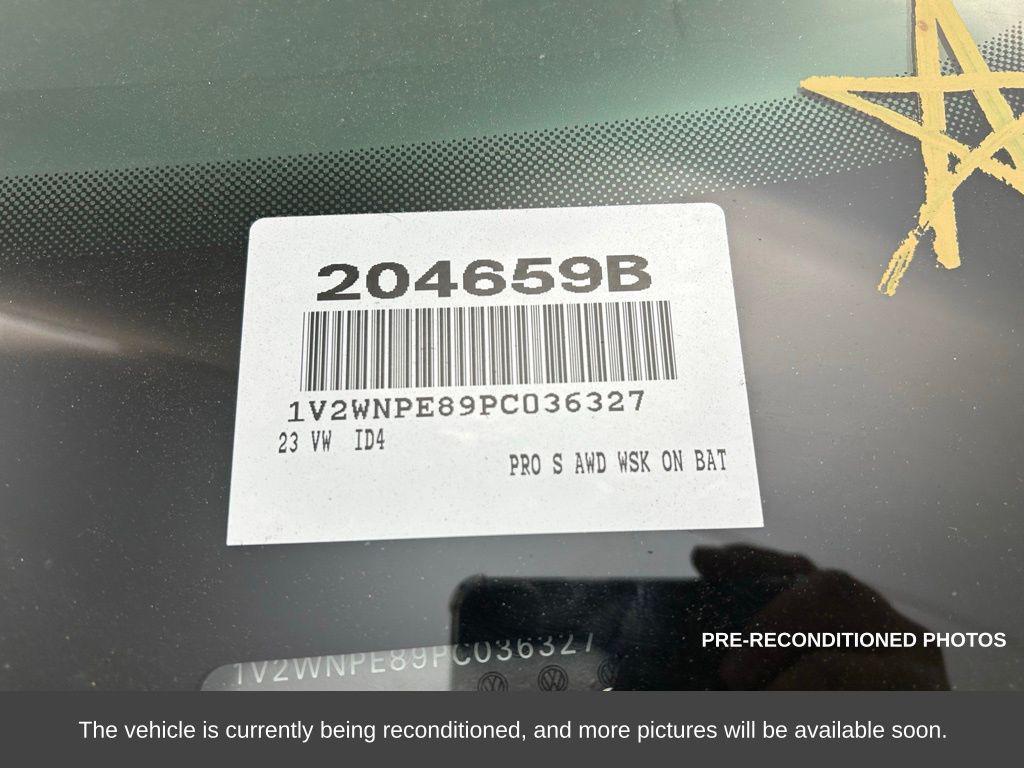 204659B
1V2WNPE89PC036327
23 VW ID4
PRO S AWD WSK ON BAT
1V2WNPE89PC036327
PRE-RECONDITIONED PHOTOS
The vehicle is currently being reconditioned, and more pictures will be available soon.